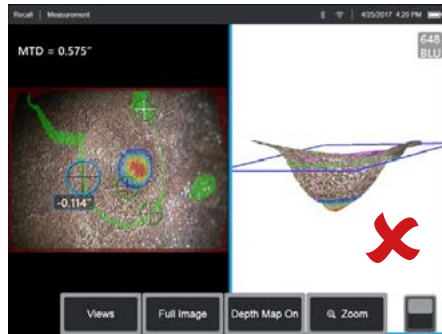 Recall | Measurement
4/25/2017 4:20 PM
MTD = 0.575"
648
BLU
-0.114"
Views
Full Image
Depth Map On
Zoom